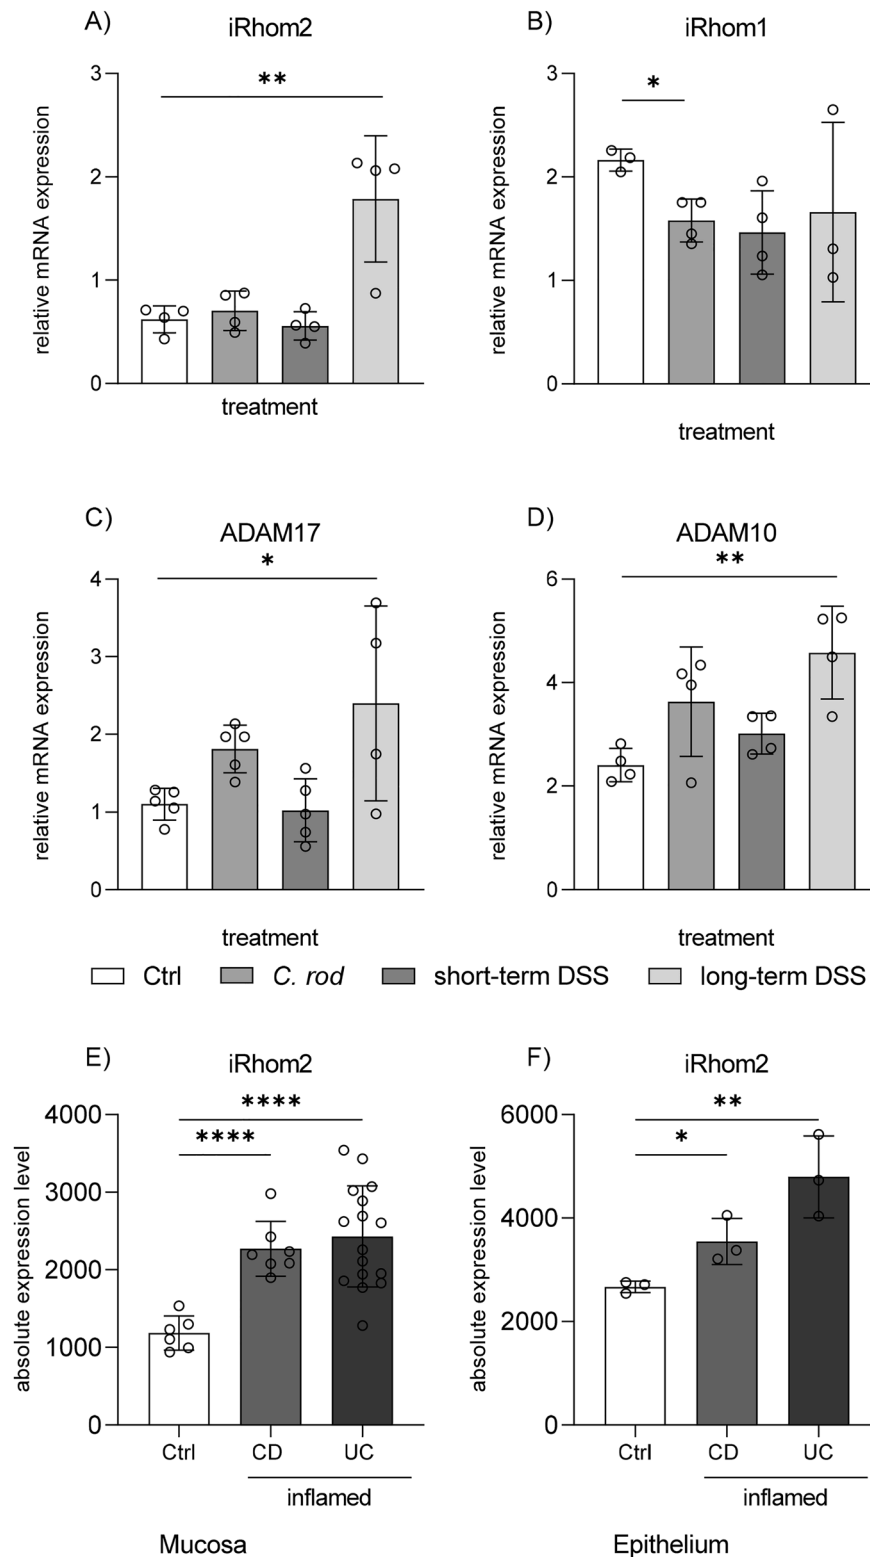 A)
iRhom2
**
3
2
1
0
relative mRNA expression
treatment
B)
iRhom1
*
3
2
1
0
relative mRNA expression
treatment
C)
ADAM17
*
4
3
2
1
0
relative mRNA expression
treatment
D)
ADAM10
**
6
4
2
0
relative mRNA expression
treatment
Ctrl C. rod short-term DSS long-term DSS
E)
iRhom2
****
****
4000
3000
2000
1000
0
absolute expression level
Ctrl CD UC
inflamed
Mucosa
F)
iRhom2
**
*
6000
4000
2000
0
absolute expression level
Ctrl CD UC
inflamed
Epithelium